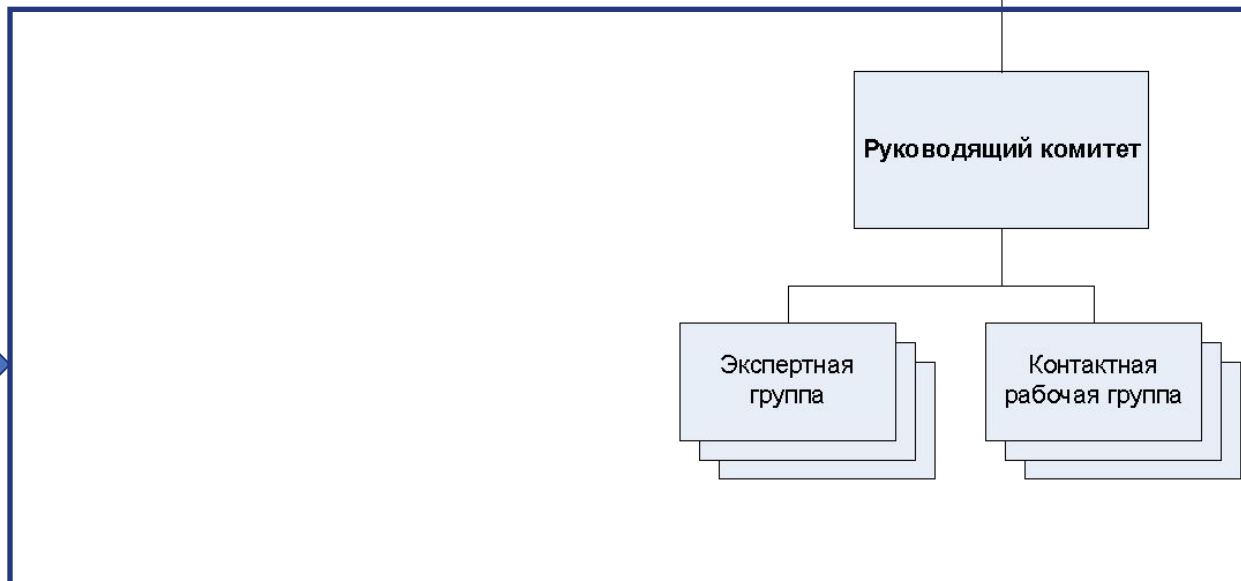 Руководящий комитет
Экспертная
группа
Контактная
рабочая группа